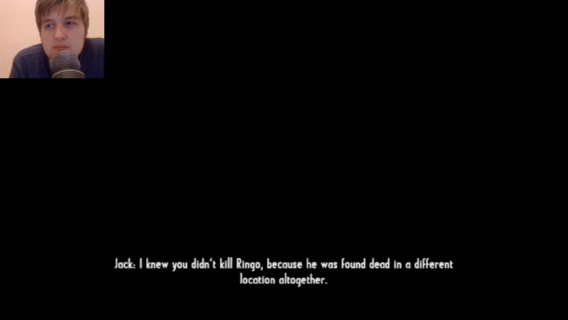 Jack: I knew you didn't kill Ringo, because he was found dead in a different
location altogether.